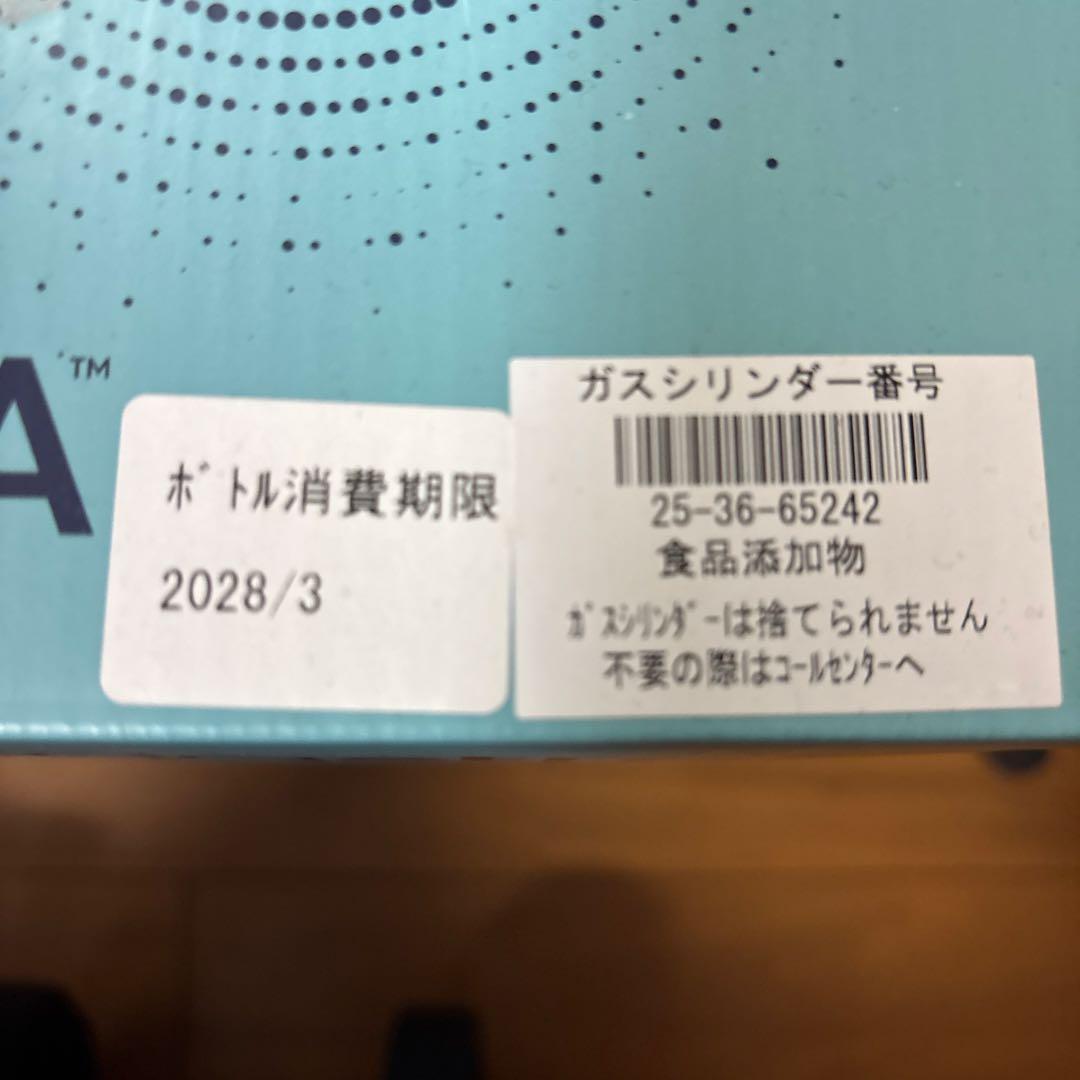 A™
ﾎﾞﾄﾙ消費期限
2028/3
ガスシリンダー番号
25-36-65242
食品添加物
ｶﾞｽｼﾘﾝﾀﾞｰは捨てられません
不要の際はｺｰﾙｾﾝﾀｰへ